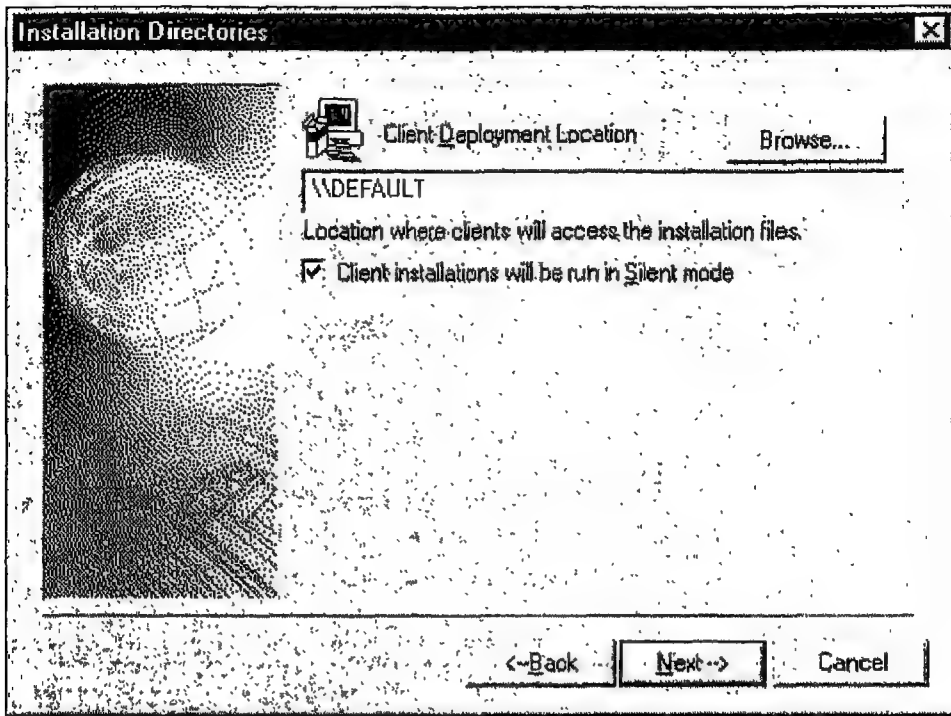 Installation Directories
Client Deployment Location
Browse...
\\DEFAULT
Location where clients will access the installation files.
Client installations will be run in Silent mode
<--Back
Next-->
Cancel